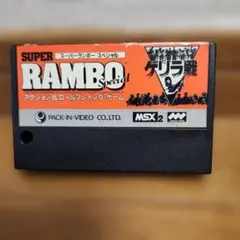 SUPER
スーパーランボー スペシャル
RAMBO
Special
アクション&ロールプレイング・ゲーム
ゲリラ戦
PACK-IN-VIDEO CO.,LTD.
MSX 2